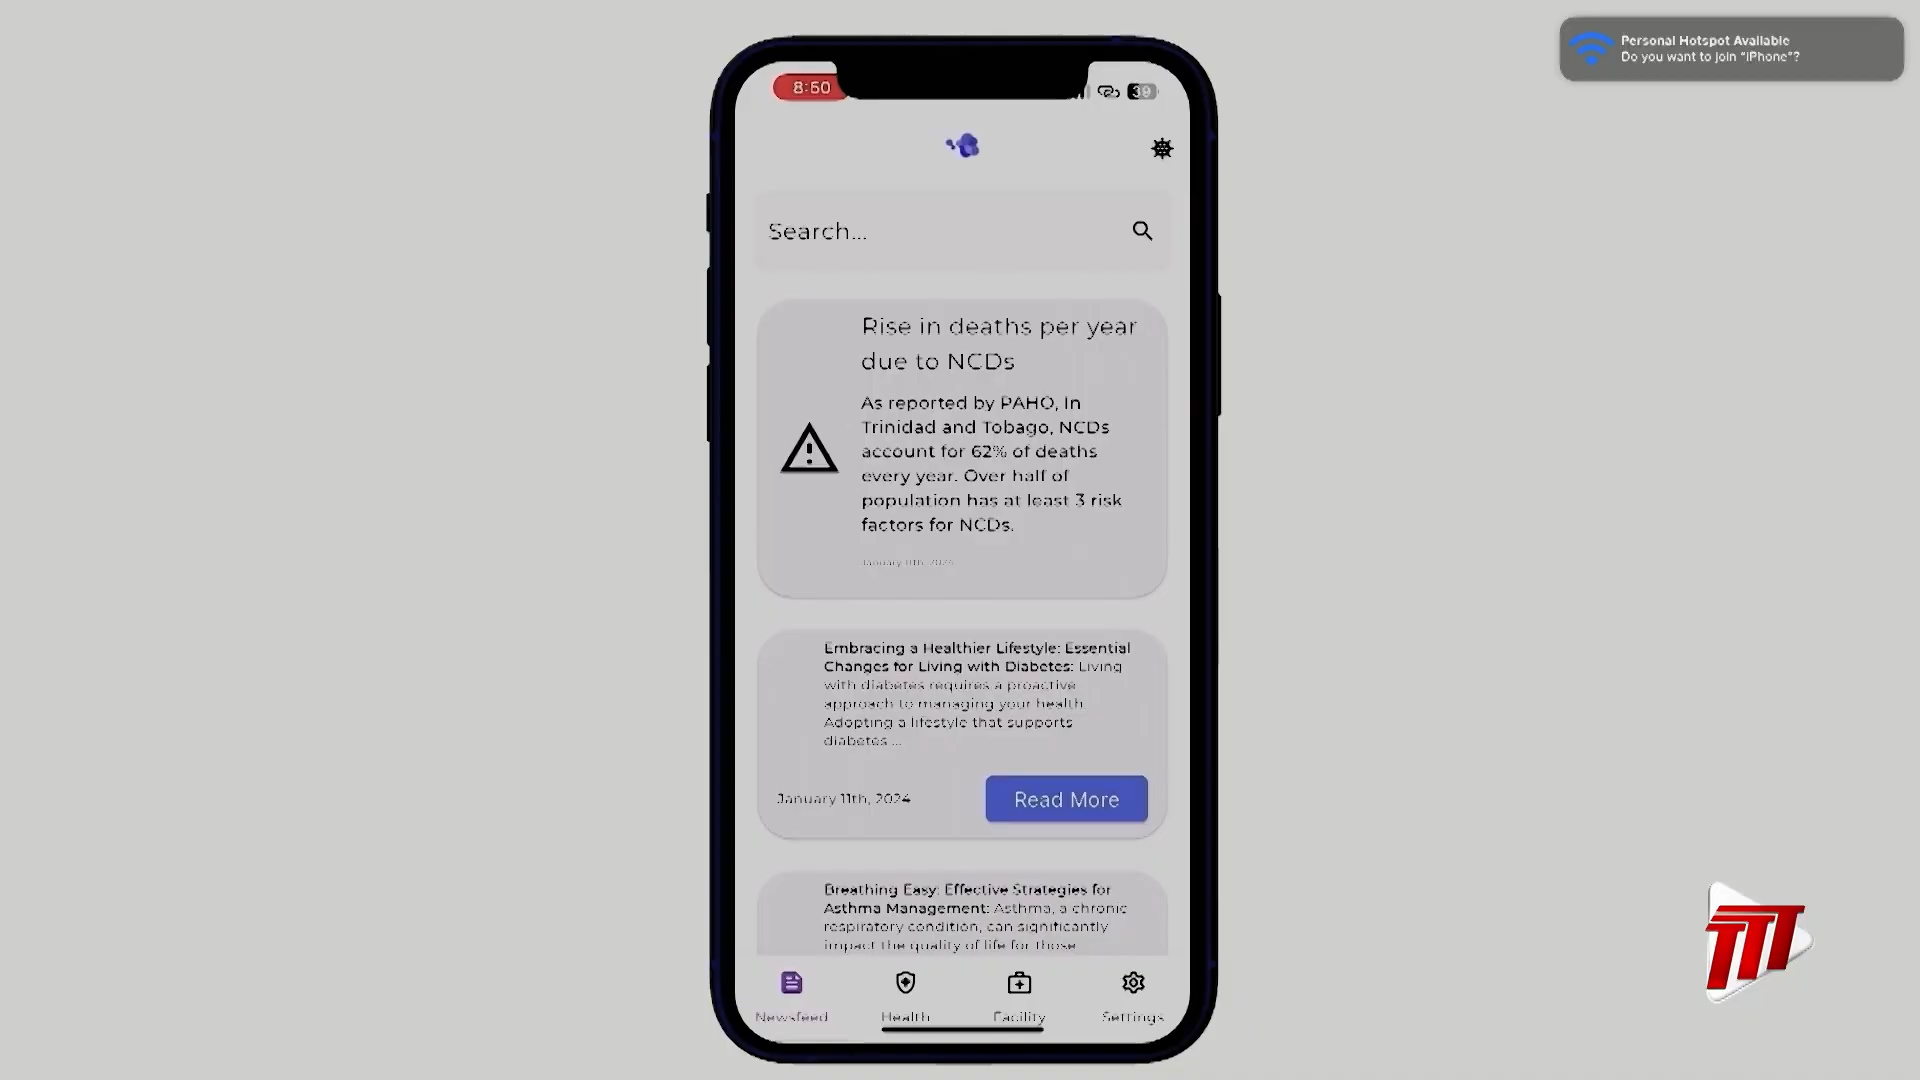 Personal Hotspot Available
Do you want to join “iPhone”?
8:50
39
Search...
Rise in deaths per year
due to NCDs
As reported by PAHO, In
Trinidad and Tobago, NCDs
account for 62% of deaths
every year. Over half of
population has at least 3 risk
factors for NCDs.
January 11th, 2024
Embracing a Healthier Lifestyle: Essential
Changes for Living with Diabetes: Living
with diabetes requires a proactive
approach to managing your health.
Adopting a lifestyle that supports
diabetes ...
January 11th, 2024
Read More
Breathing Easy: Effective Strategies for
Asthma Management: Asthma, a chronic
respiratory condition, can significantly
impact the quality of life for those
Newsfeed
Health
Facility
Settings
TTT